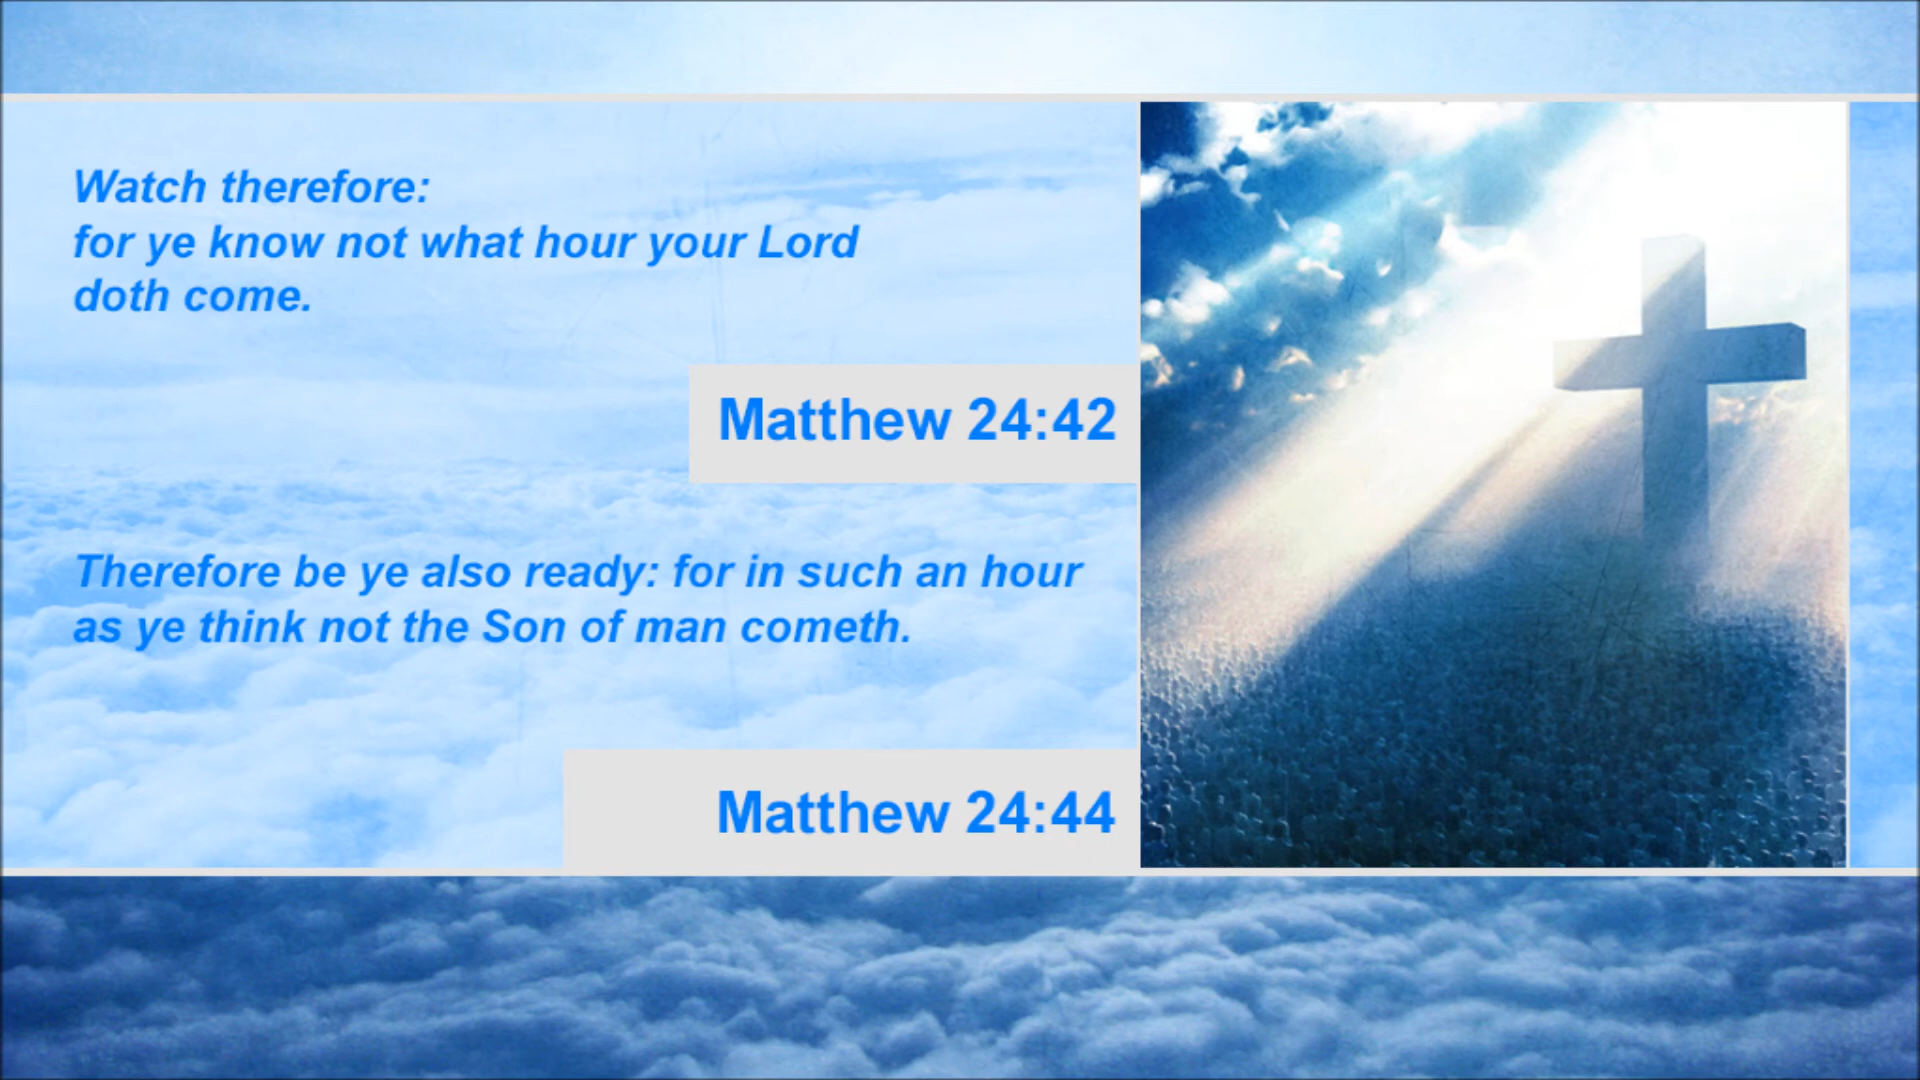 Watch therefore:
for ye know not what hour your Lord
doth come.
Matthew 24:42
Therefore be ye also ready: for in such an hour
as ye think not the Son of man cometh.
Matthew 24:44